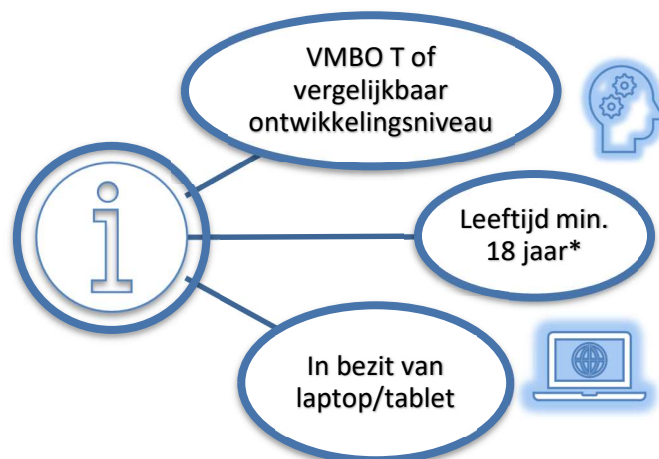 VMBO T of
vergelijkbaar
ontwikkelingsniveau
Leeftijd min.
18 jaar*
In bezit van
laptop/tablet